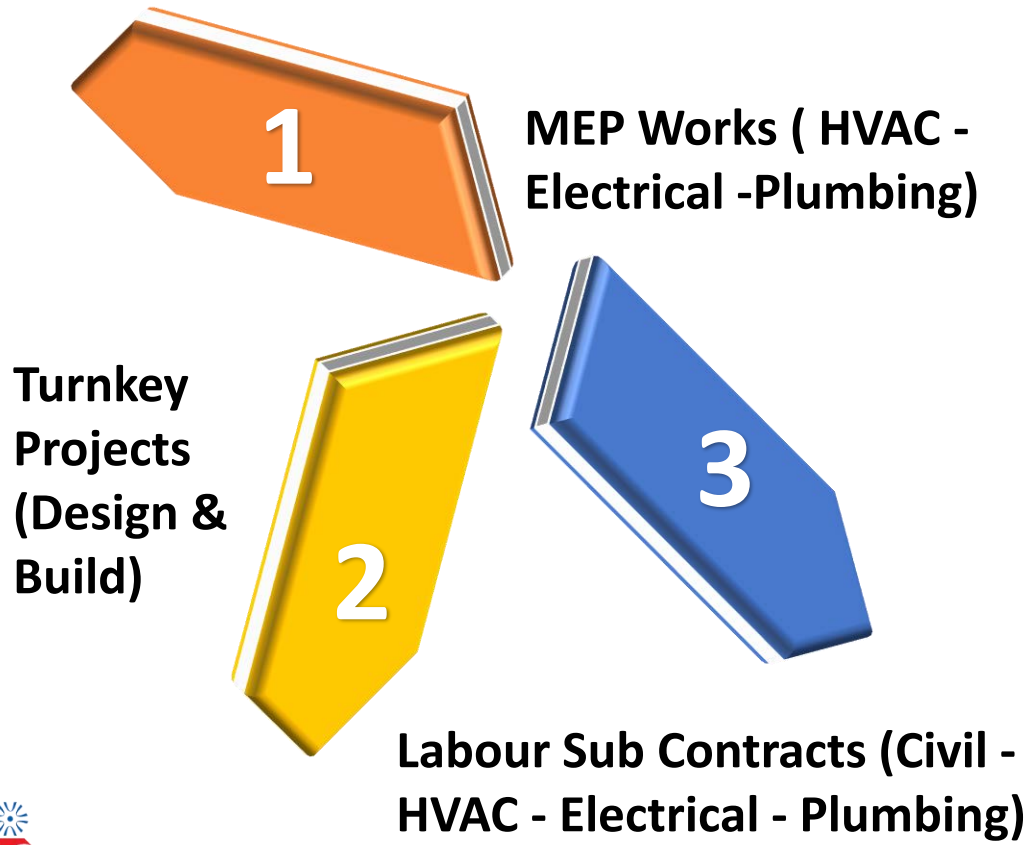 1
MEP Works ( HVAC -
Electrical -Plumbing)
Turnkey
Projects
(Design &
Build)
2
3
Labour Sub Contracts (Civil -
HVAC - Electrical - Plumbing)